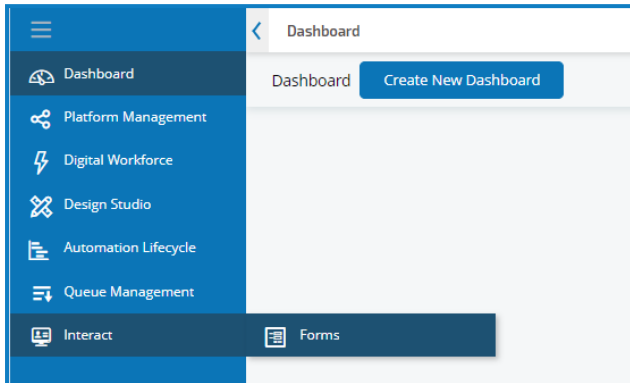 Dashboard
Dashboard
Dashboard Create New Dashboard
Platform Management
Digital Workforce
Design Studio
Automation Lifecycle
Queue Management
Interact Forms